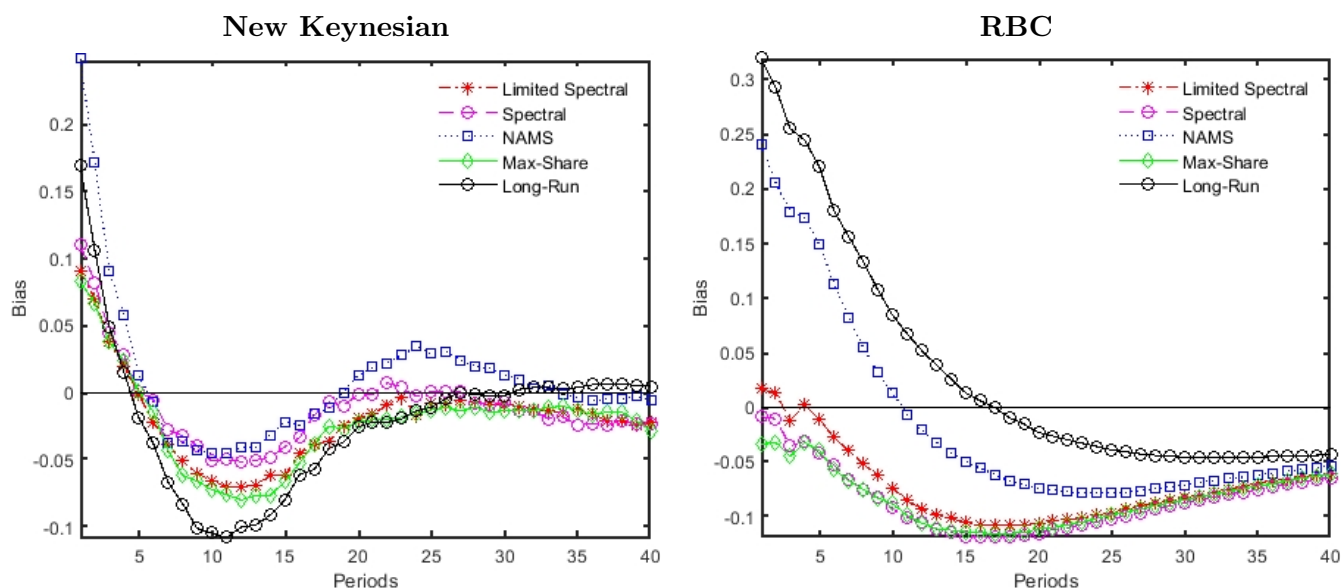 New Keynesian
RBC
Limited Spectral
Spectral
NAMS
Max-Share
Long-Run
Bias
0.2
0.15
0.1
0.05
0
-0.05
-0.1
5 10 15 20 25 30 35 40
Periods
Limited Spectral
Spectral
NAMS
Max-Share
Long-Run
Bias
0.3
0.25
0.2
0.15
0.1
0.05
0
-0.05
-0.1
5 10 15 20 25 30 35 40
Periods